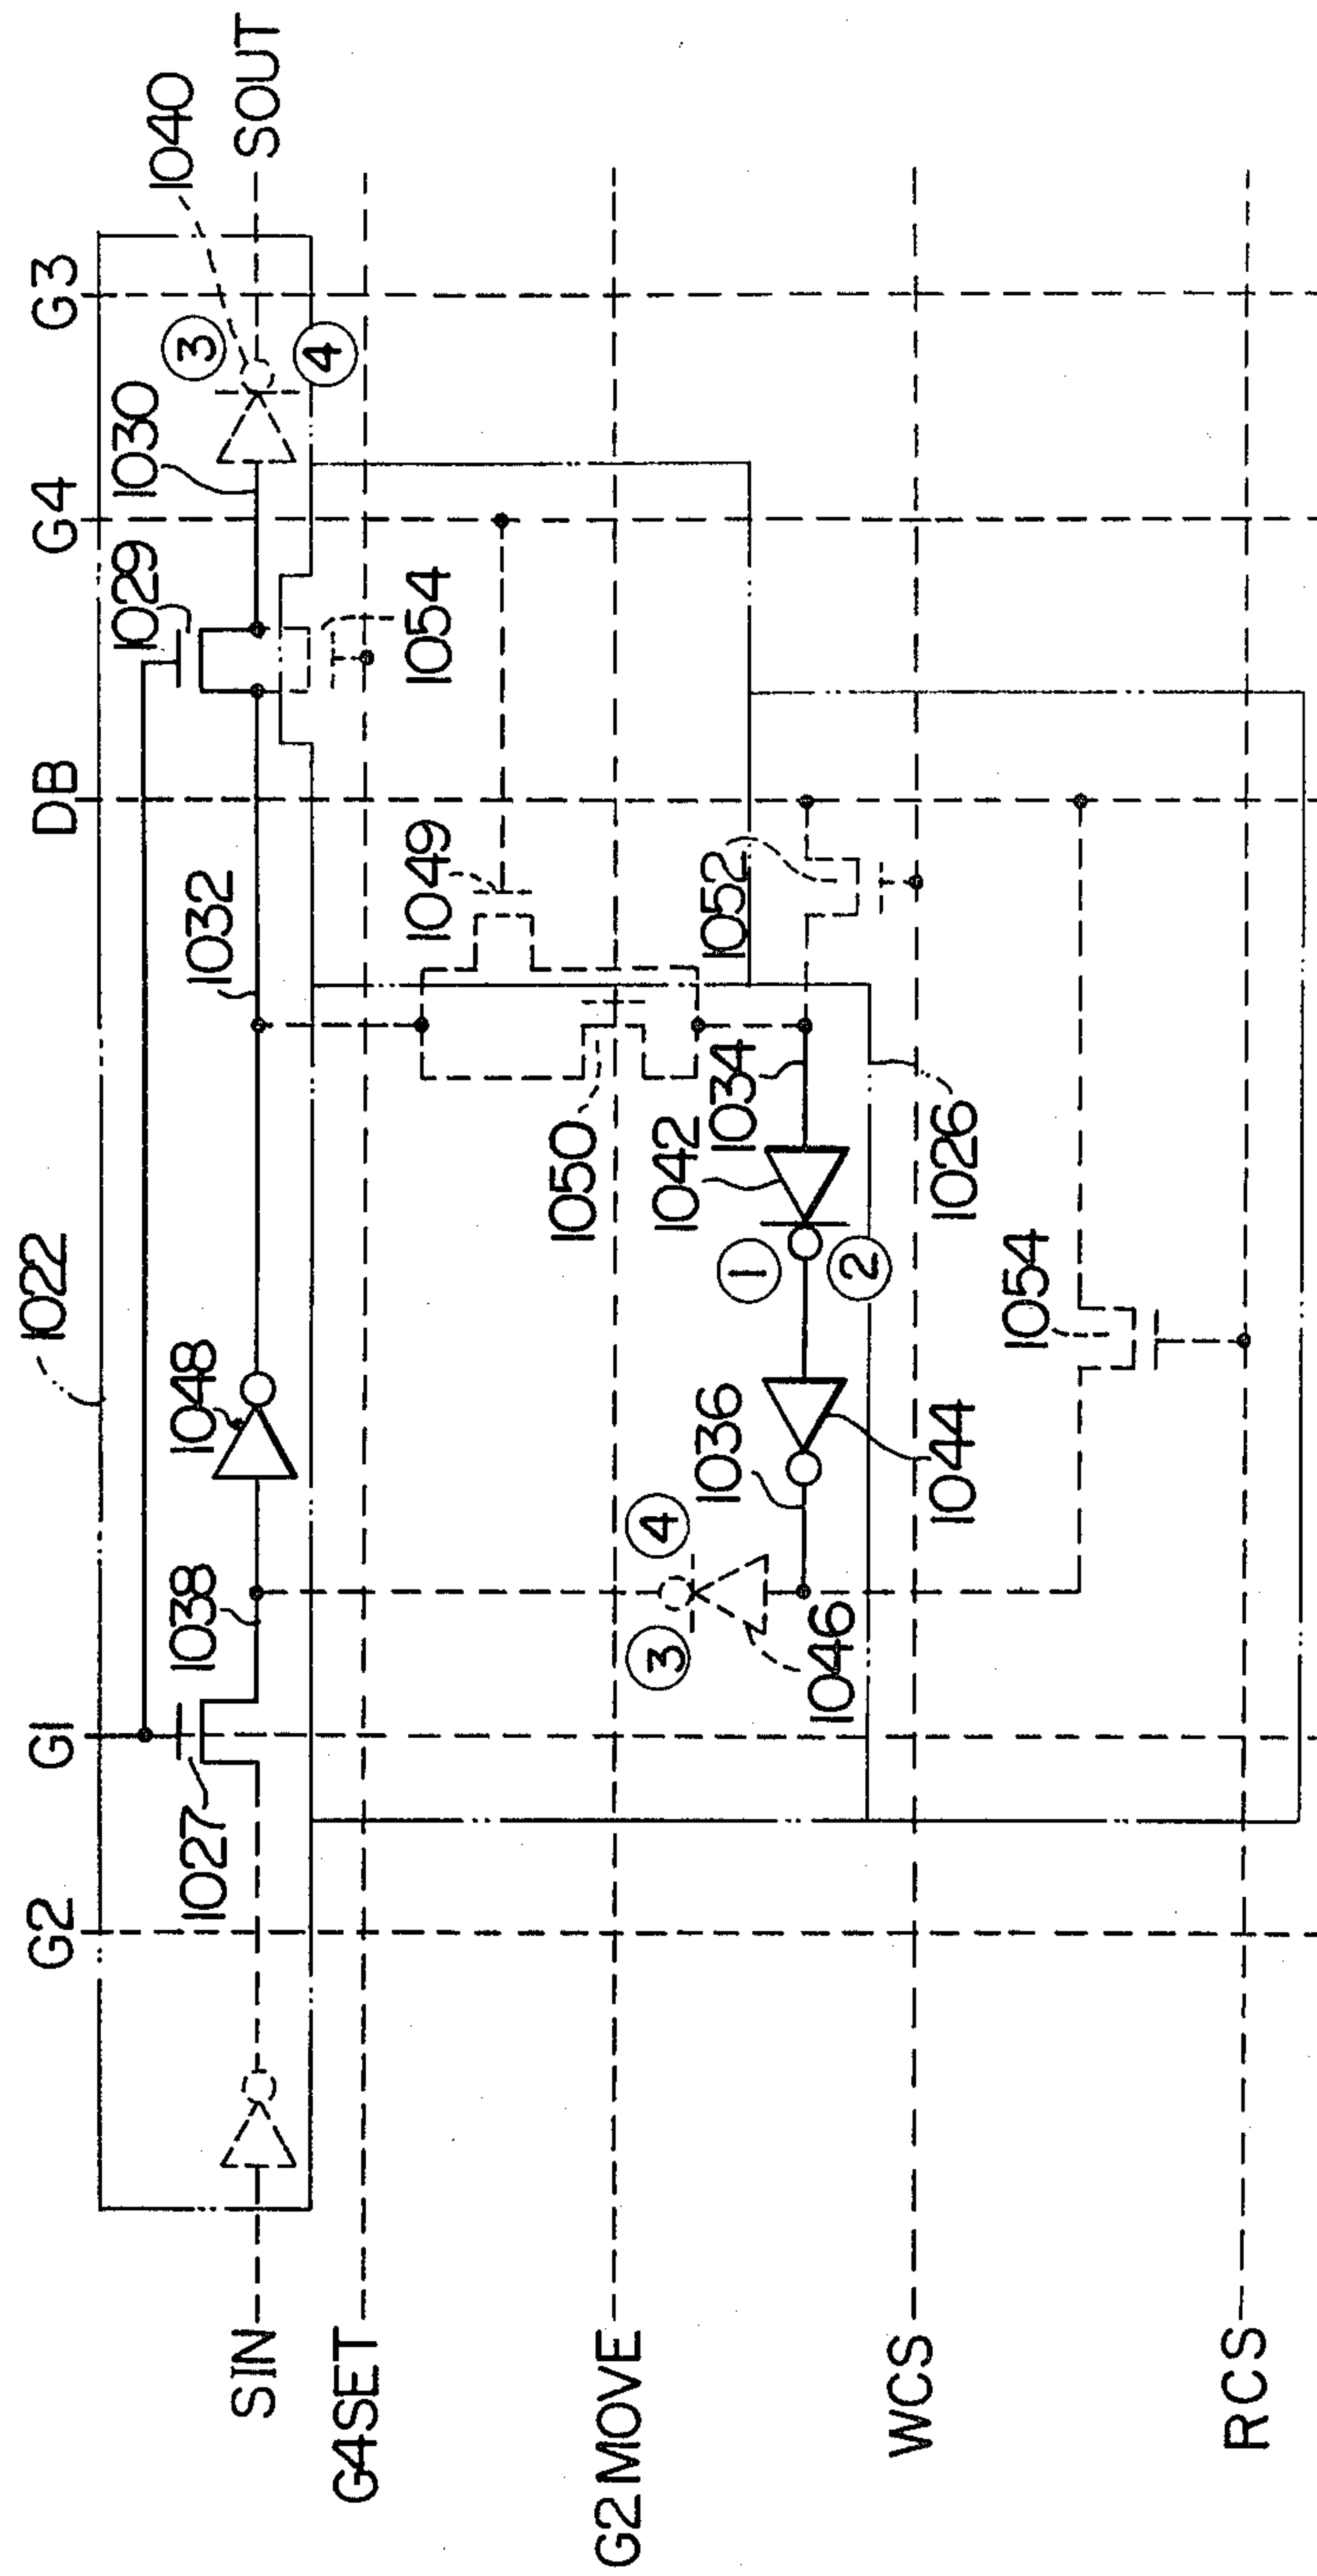 1022
G2
G1
DB
G4
G3
1040
1027
1038
1048
1032
1029
1030
③
④
SIN
SOUT
G4SET
1054
1049
1050
G2MOVE
③
④
1046
1036
1042
1034
1052
①
②
1044
1026
WCS
1054
RCS